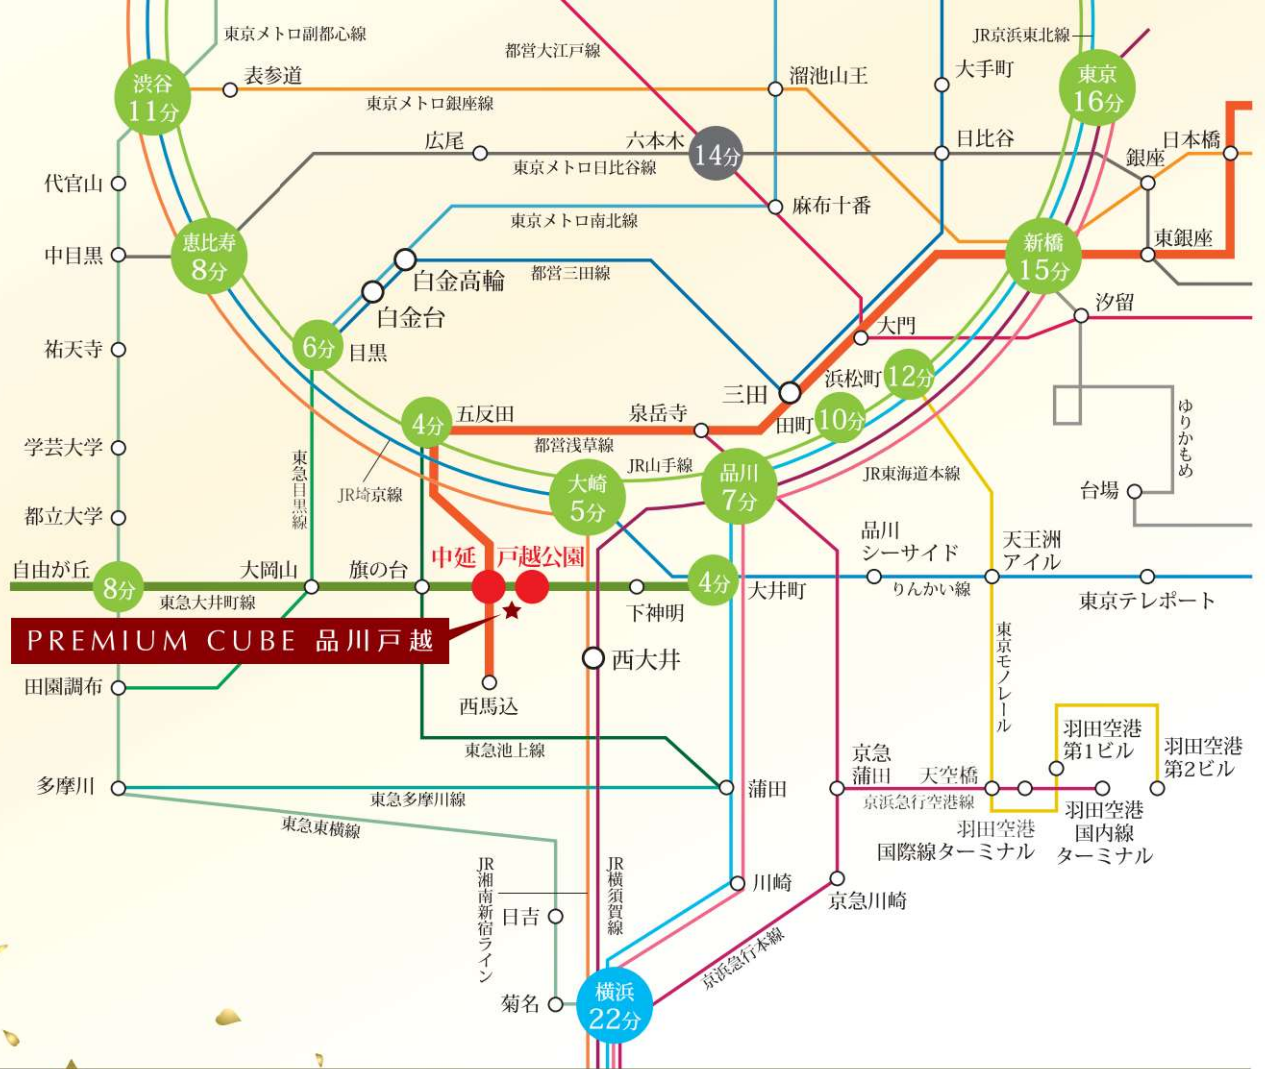 東京メトロ副都心線
都営大江戸線
JR京浜東北線
渋谷
11分
表参道
東京メトロ銀座線
溜池山王
大手町
東京
16分
広尾
六本木
14分
東京メトロ日比谷線
日比谷
日本橋
銀座
代官山
東京メトロ南北線
麻布十番
中目黒
恵比寿
8分
白金高輪
都営三田線
新橋
15分
東銀座
白金台
汐留
祐天寺
6分
目黒
大門
三田
浜松町
12分
田町
10分
4分
五反田
泉岳寺
都営浅草線
ゆりかもめ
学芸大学
東急目黒線
JR埼京線
大崎
5分
JR山手線
品川
7分
JR東海道本線
台場
都立大学
品川
シーサイド
天王洲
アイル
自由が丘
8分
大岡山
旗の台
中延
戸越公園
下神明
4分
大井町
りんかい線
東京テレポート
東急大井町線
PREMIUM CUBE 品川戸越
西大井
東京モノレール
田園調布
西馬込
東急池上線
羽田空港
第1ビル
羽田空港
第2ビル
多摩川
東急多摩川線
蒲田
京急
蒲田
天空橋
京浜急行空港線
羽田空港
国際線ターミナル
羽田空港
国内線
ターミナル
東急東横線
JR湘南新宿ライン
JR横須賀線
川崎
京急川崎
日吉
京浜急行本線
菊名
横浜
22分